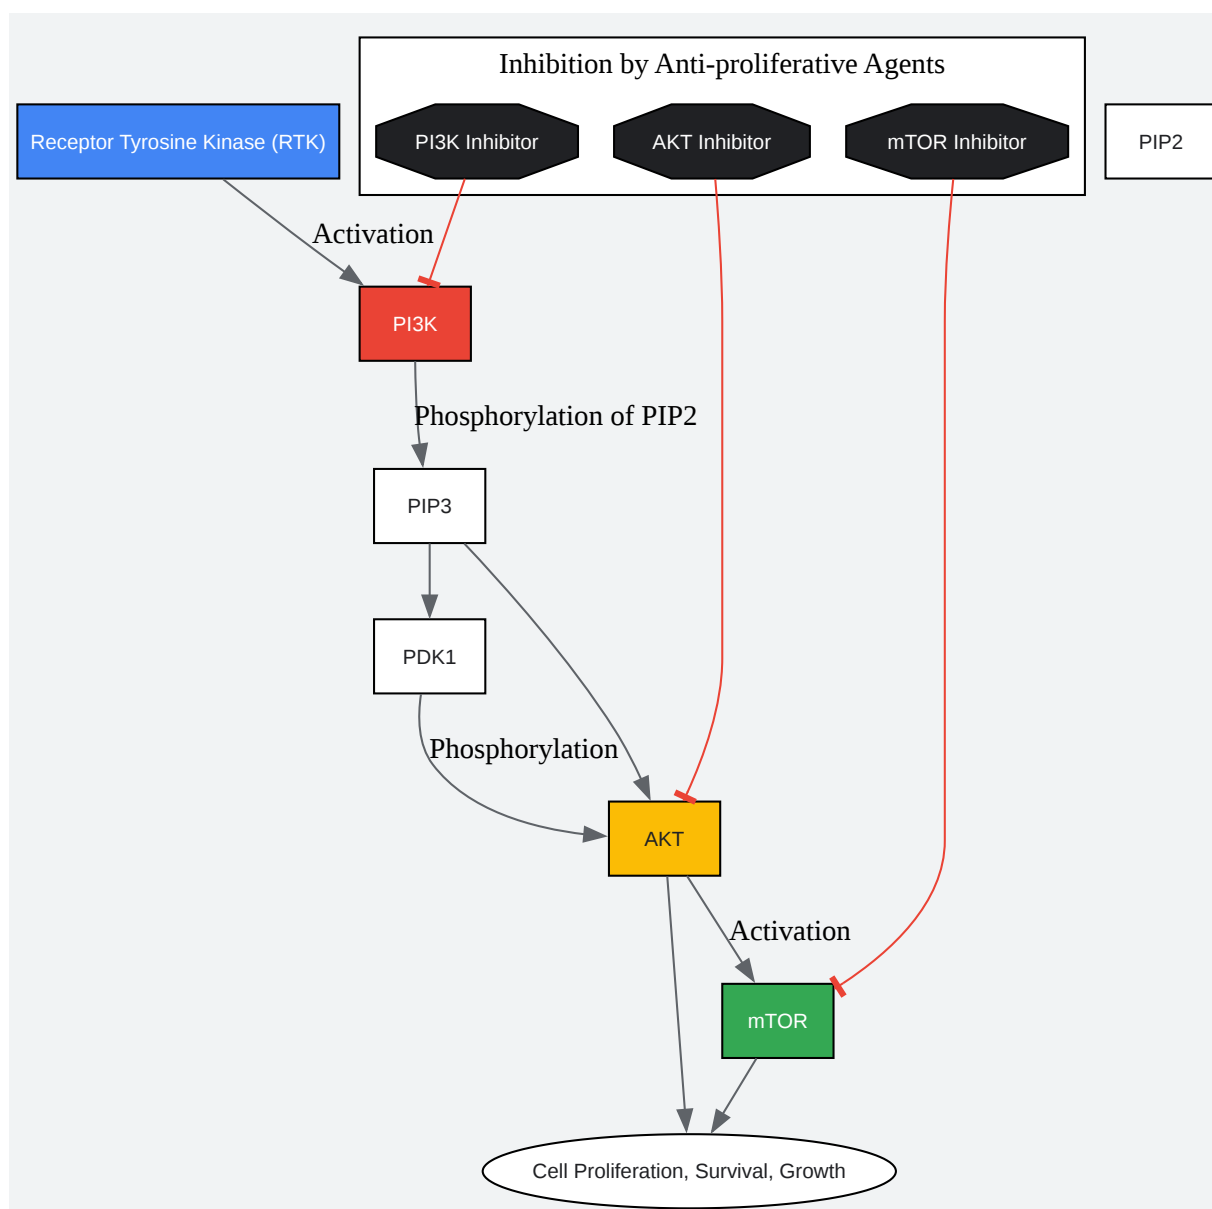 Inhibition by Anti-proliferative Agents
Receptor Tyrosine Kinase (RTK)
PI3K Inhibitor
AKT Inhibitor
mTOR Inhibitor
PIP2
Activation
PI3K
Phosphorylation of PIP2
PIP3
PDK1
Phosphorylation
AKT
Activation
mTOR
Cell Proliferation, Survival, Growth